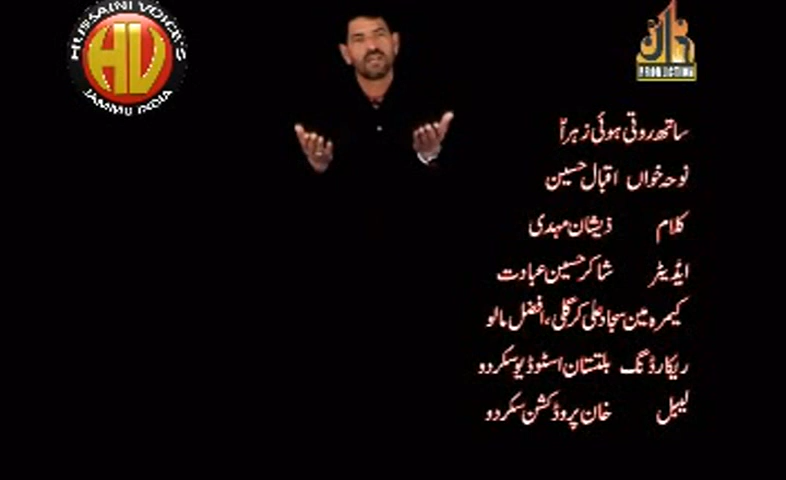 HUSSAINI VOICE'S
HV
JAMMU INDIA
PRODUCTION
ساتھ روتی ہوئی زہراؑ
نوحہ خواں اقبال حسین
کلام ذیشان مہدی
ایڈیٹر شاکر حسین عبادت
کیمرہ مین سجاد علی کرگلی، افضل مالو
ریکارڈنگ بلتستان اسٹوڈیو سکردو
لیبل خان پروڈکشن سکردو